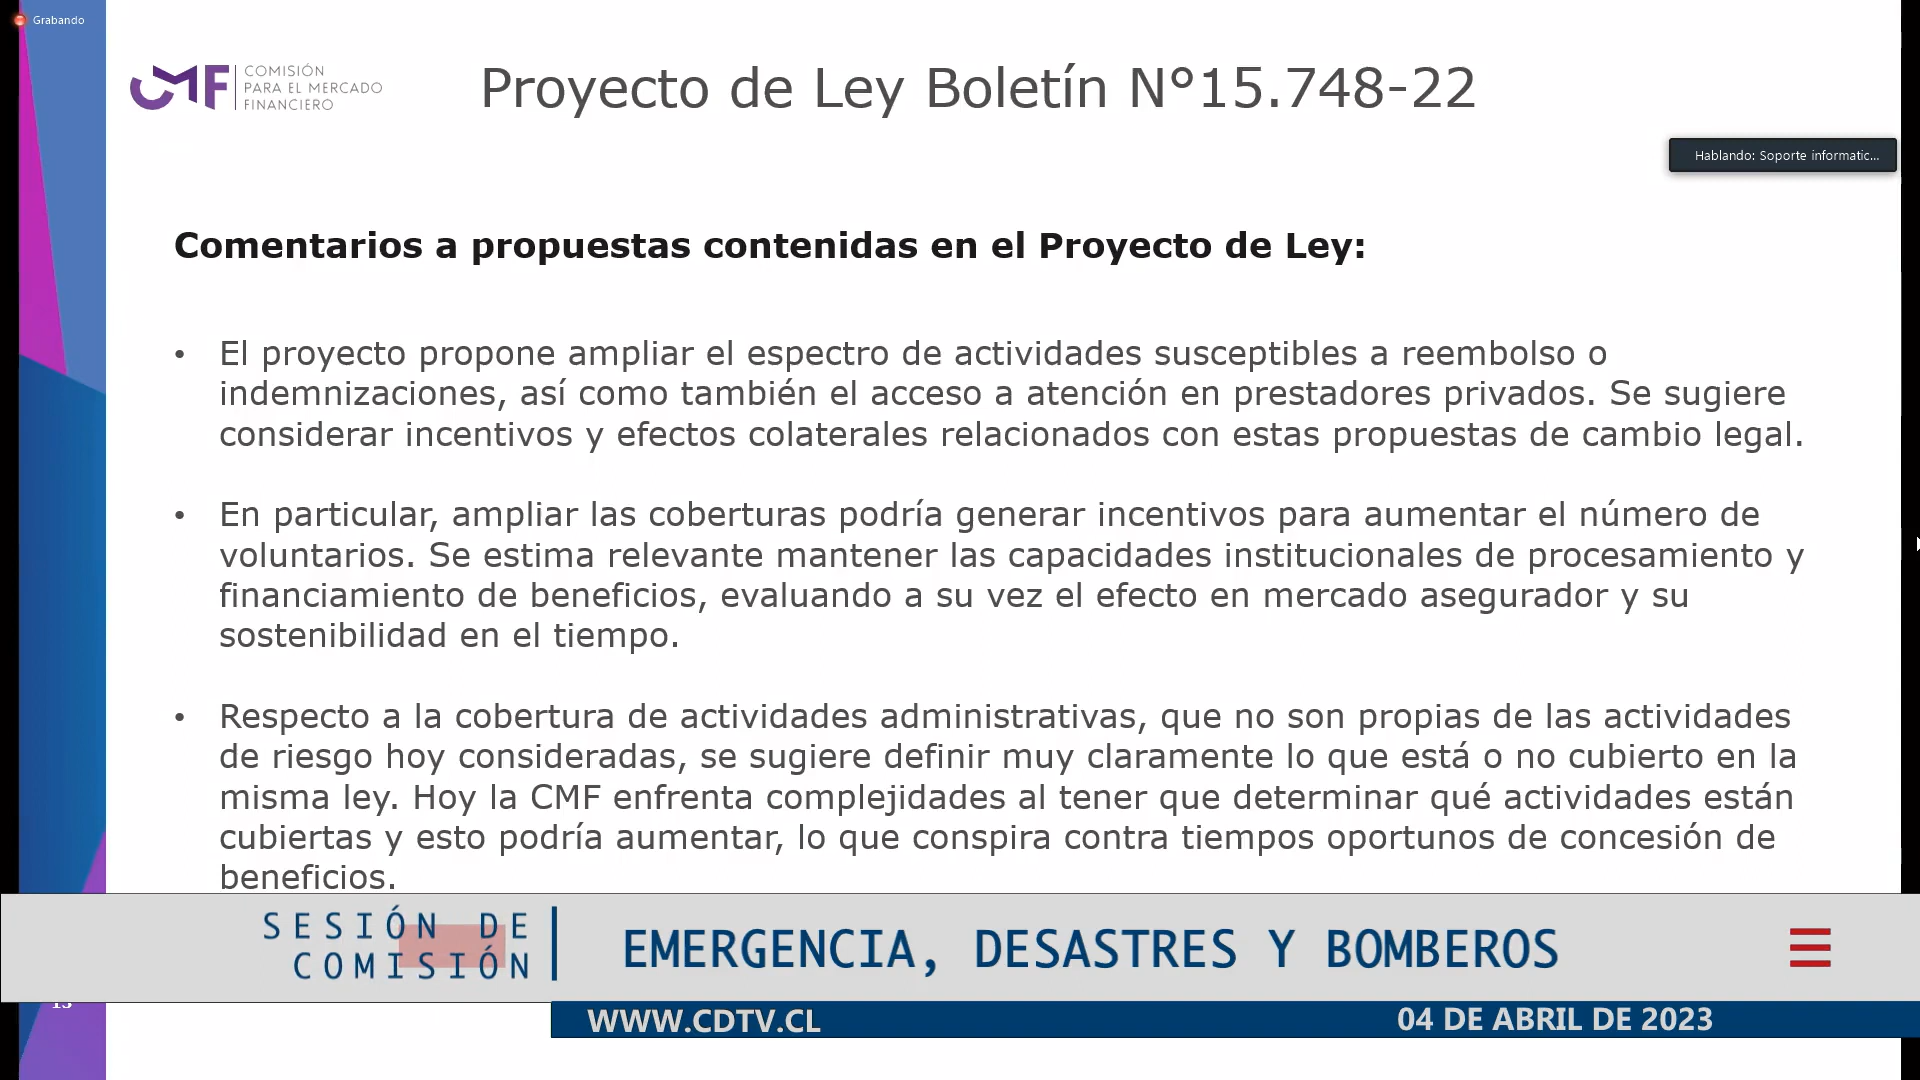 Grabando
CMF
COMISIÓN
PARA EL MERCADO
FINANCIERO
Proyecto de Ley Boletín N°15.748-22
Hablando: Soporte informatic...
Comentarios a propuestas contenidas en el Proyecto de Ley:
• El proyecto propone ampliar el espectro de actividades susceptibles a reembolso o
indemnizaciones, así como también el acceso a atención en prestadores privados. Se sugiere
considerar incentivos y efectos colaterales relacionados con estas propuestas de cambio legal.
• En particular, ampliar las coberturas podría generar incentivos para aumentar el número de
voluntarios. Se estima relevante mantener las capacidades institucionales de procesamiento y
financiamiento de beneficios, evaluando a su vez el efecto en mercado asegurador y su
sostenibilidad en el tiempo.
• Respecto a la cobertura de actividades administrativas, que no son propias de las actividades
de riesgo hoy consideradas, se sugiere definir muy claramente lo que está o no cubierto en la
misma ley. Hoy la CMF enfrenta complejidades al tener que determinar qué actividades están
cubiertas y esto podría aumentar, lo que conspira contra tiempos oportunos de concesión de
beneficios.
SESIÓN DE
COMISIÓN
EMERGENCIA, DESASTRES Y BOMBEROS
WWW.CDTV.CL
04 DE ABRIL DE 2023